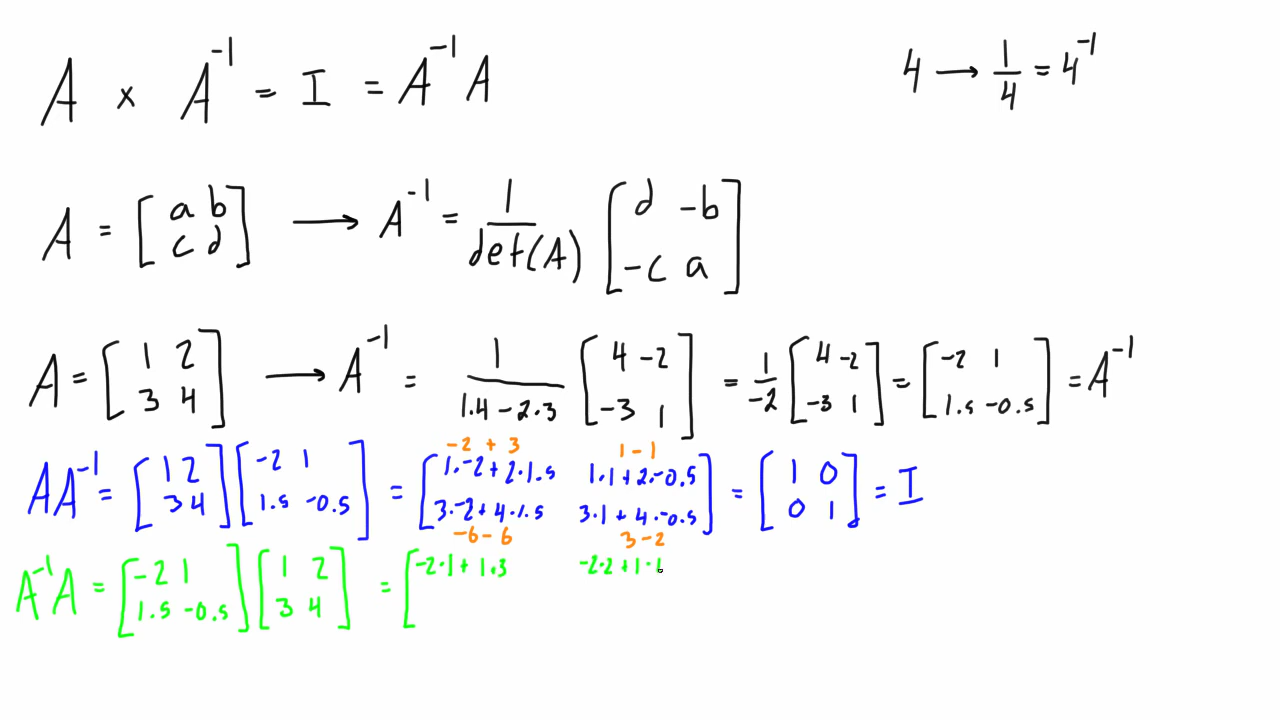 A × A⁻¹ = I = A⁻¹ A
4 → 1/4 = 4⁻¹
A = [a b; c d] → A⁻¹ = 1/det(A) [d -b; -c a]
A = [1 2; 3 4] → A⁻¹ = 1/(1.4 - 2.3) [4 -2; -3 1] = 1/-2 [4 -2; -3 1] = [-2 1; 1.5 -0.5] = A⁻¹
-2 + 3 1 - 1
AA⁻¹ = [1 2; 3 4] [-2 1; 1.5 -0.5] = [1·-2 + 2·1.5 1·1 + 2·-0.5; 3·-2 + 4·1.5 3·1 + 4·-0.5] = [1 0; 0 1] = I
-6 - 6 3 - 2
A⁻¹A = [-2 1; 1.5 -0.5] [1 2; 3 4] = [-2·1 + 1.3 -2·2 + 1·